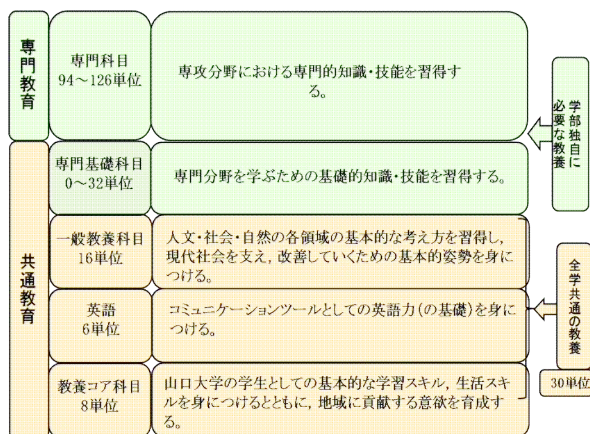 専門教育
専門科目
94～126単位
専攻分野における専門的知識・技能を習得す
る。
学部独自に
必要な教養
共通教育
専門基礎科目
0～32単位
専門分野を学ぶための基礎的知識・技能を習得する。
一般教養科目
16単位
人文・社会・自然の各領域の基本的な考え方を習得し,
現代社会を支え, 改善していくための基本的姿勢を身に
つける。
英語
6単位
コミュニケーションツールとしての英語力(の基礎)を身に
つける。
全学共通の教養
30単位
教養コア科目
8単位
山口大学の学生としての基本的な学習スキル, 生活スキ
ルを身につけるとともに, 地域に貢献する意欲を育成す
る。